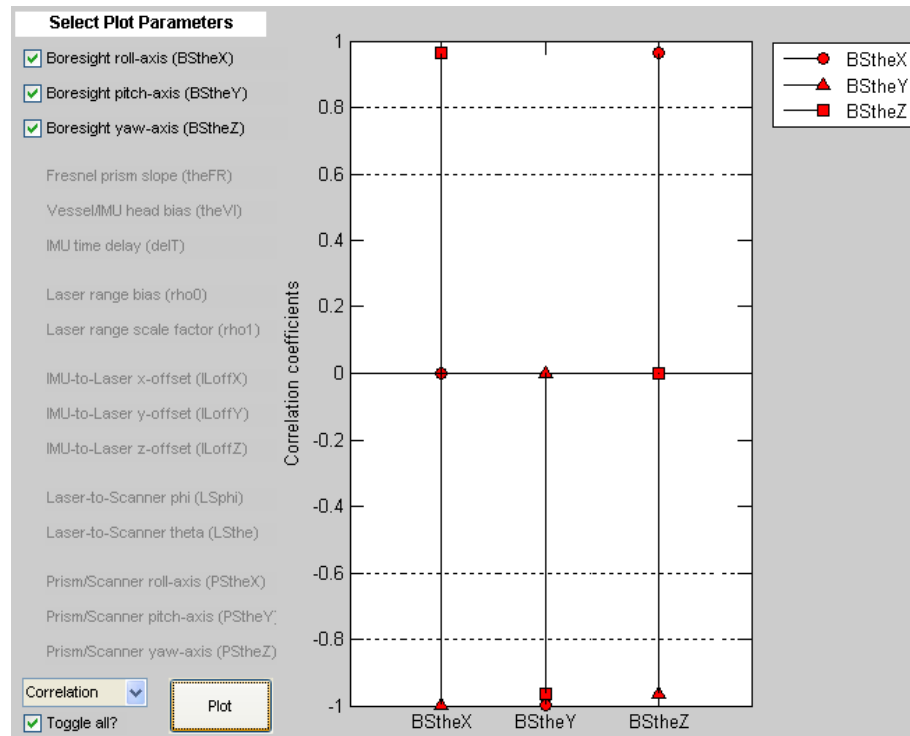 Select Plot Parameters
Boresight roll-axis (BStheX)
Boresight pitch-axis (BStheY)
Boresight yaw-axis (BStheZ)
Fresnel prism slope (theFR)
Vessel/IMU head bias (theVI)
IMU time delay (delT)
Laser range bias (rho0)
Laser range scale factor (rho1)
IMU-to-Laser x-offset (ILoffX)
IMU-to-Laser y-offset (ILoffY)
IMU-to-Laser z-offset (ILoffZ)
Laser-to-Scanner phi (LSphi)
Laser-to-Scanner theta (LSthe)
Prism/Scanner roll-axis (PStheX)
Prism/Scanner pitch-axis (PStheY)
Prism/Scanner yaw-axis (PStheZ)
Correlation
Plot
Toggle all?
Correlation coefficients
1
0.8
0.6
0.4
0.2
0
-0.2
-0.4
-0.6
-0.8
-1
BStheX BStheY BStheZ
BStheX
BStheY
BStheZ